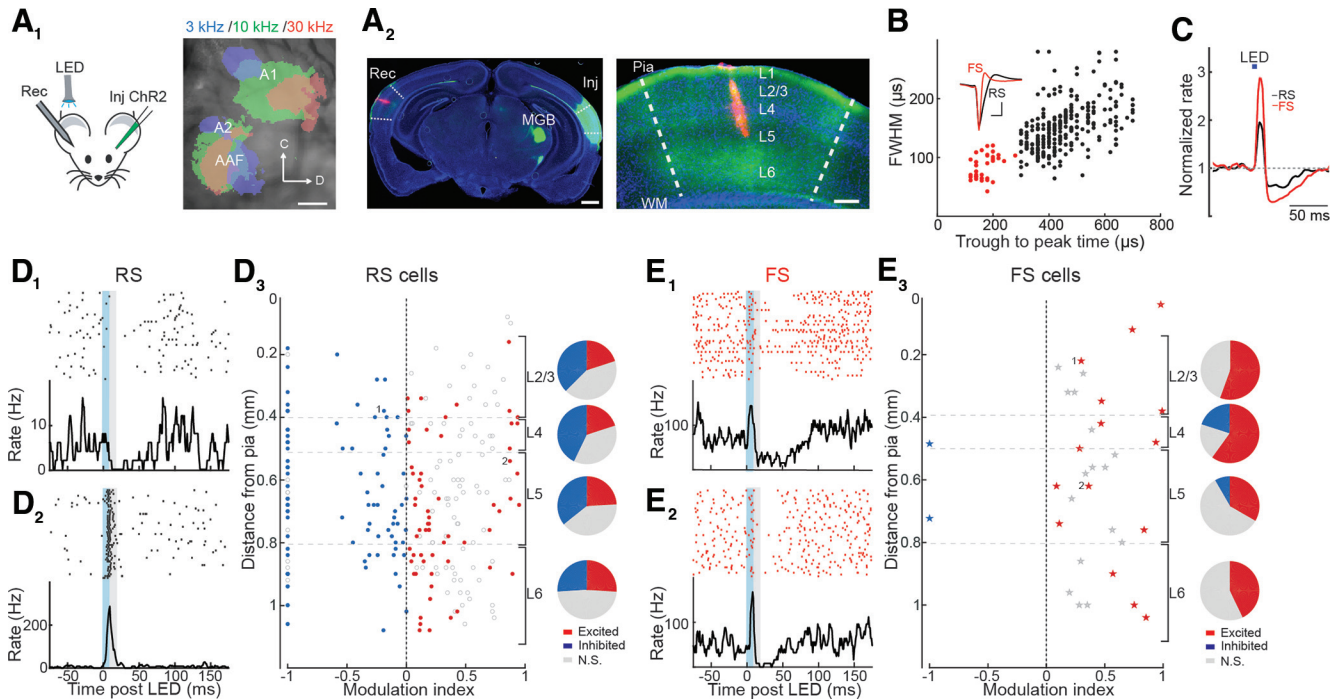 A1
3 kHz /10 kHz /30 kHz
LED
Rec
Inj ChR2
A1
A2
AAF
C
D
A2
Rec
Inj
MGB
Pia
L1
L2/3
L4
L5
L6
WM
B
FWHM (µs)
200
100
0
0 200 400 600 800
Trough to peak time (µs)
FS
RS
C
LED
Normalized rate
3
2
1
-RS
-FS
50 ms
D1
RS
Rate (Hz)
10
0
D2
Rate (Hz)
200
0
-50 0 50 100 150
Time post LED (ms)
D3
RS cells
Distance from pia (mm)
0
0.2
0.4
0.6
0.8
1
1
2
L2/3
L4
L5
L6
Excited
Inhibited
N.S.
-1 -0.5 0 0.5 1
Modulation index
E1
FS
Rate (Hz)
100
E2
Rate (Hz)
100
-50 0 50 100 150
Time post LED (ms)
E3
FS cells
Distance from pia (mm)
0
0.2
0.4
0.6
0.8
1
1
2
L2/3
L4
L5
L6
Excited
Inhibited
N.S.
-1 -0.5 0 0.5 1
Modulation index